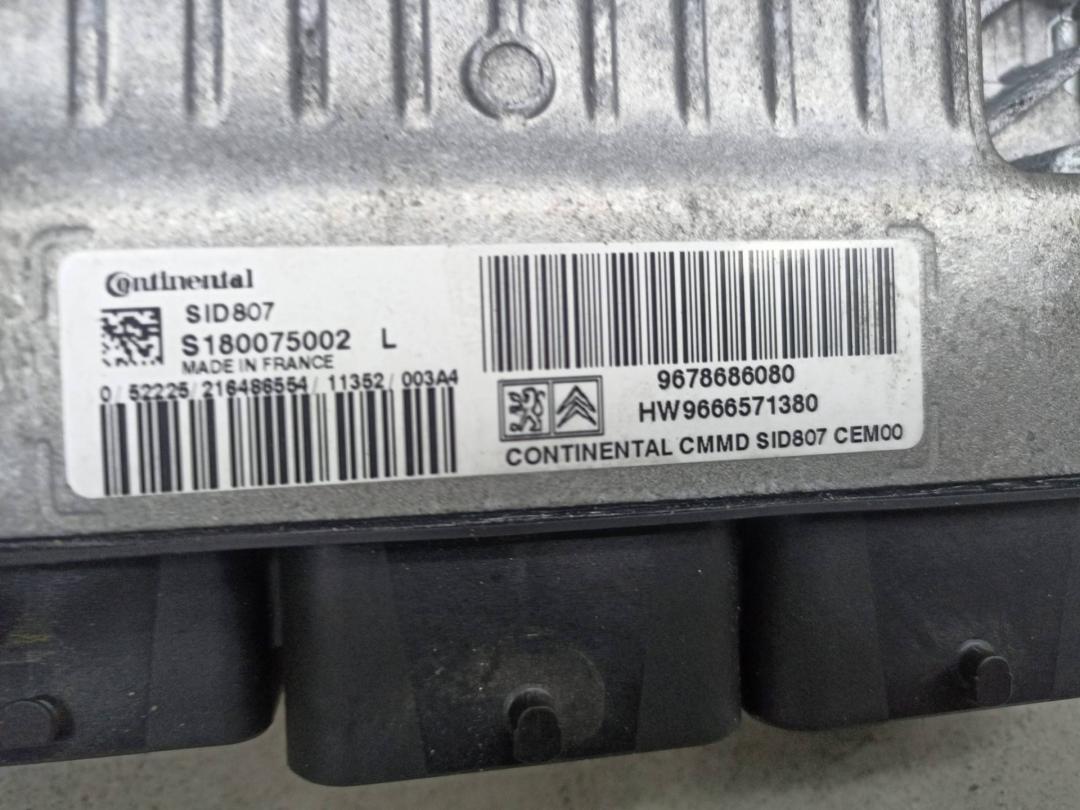 Continental
SID807
S180075002 L
MADE IN FRANCE
0/52225/216486554/11352/003A4
9678686080
HW9666571380
CONTINENTAL CMMD SID807 CEM00